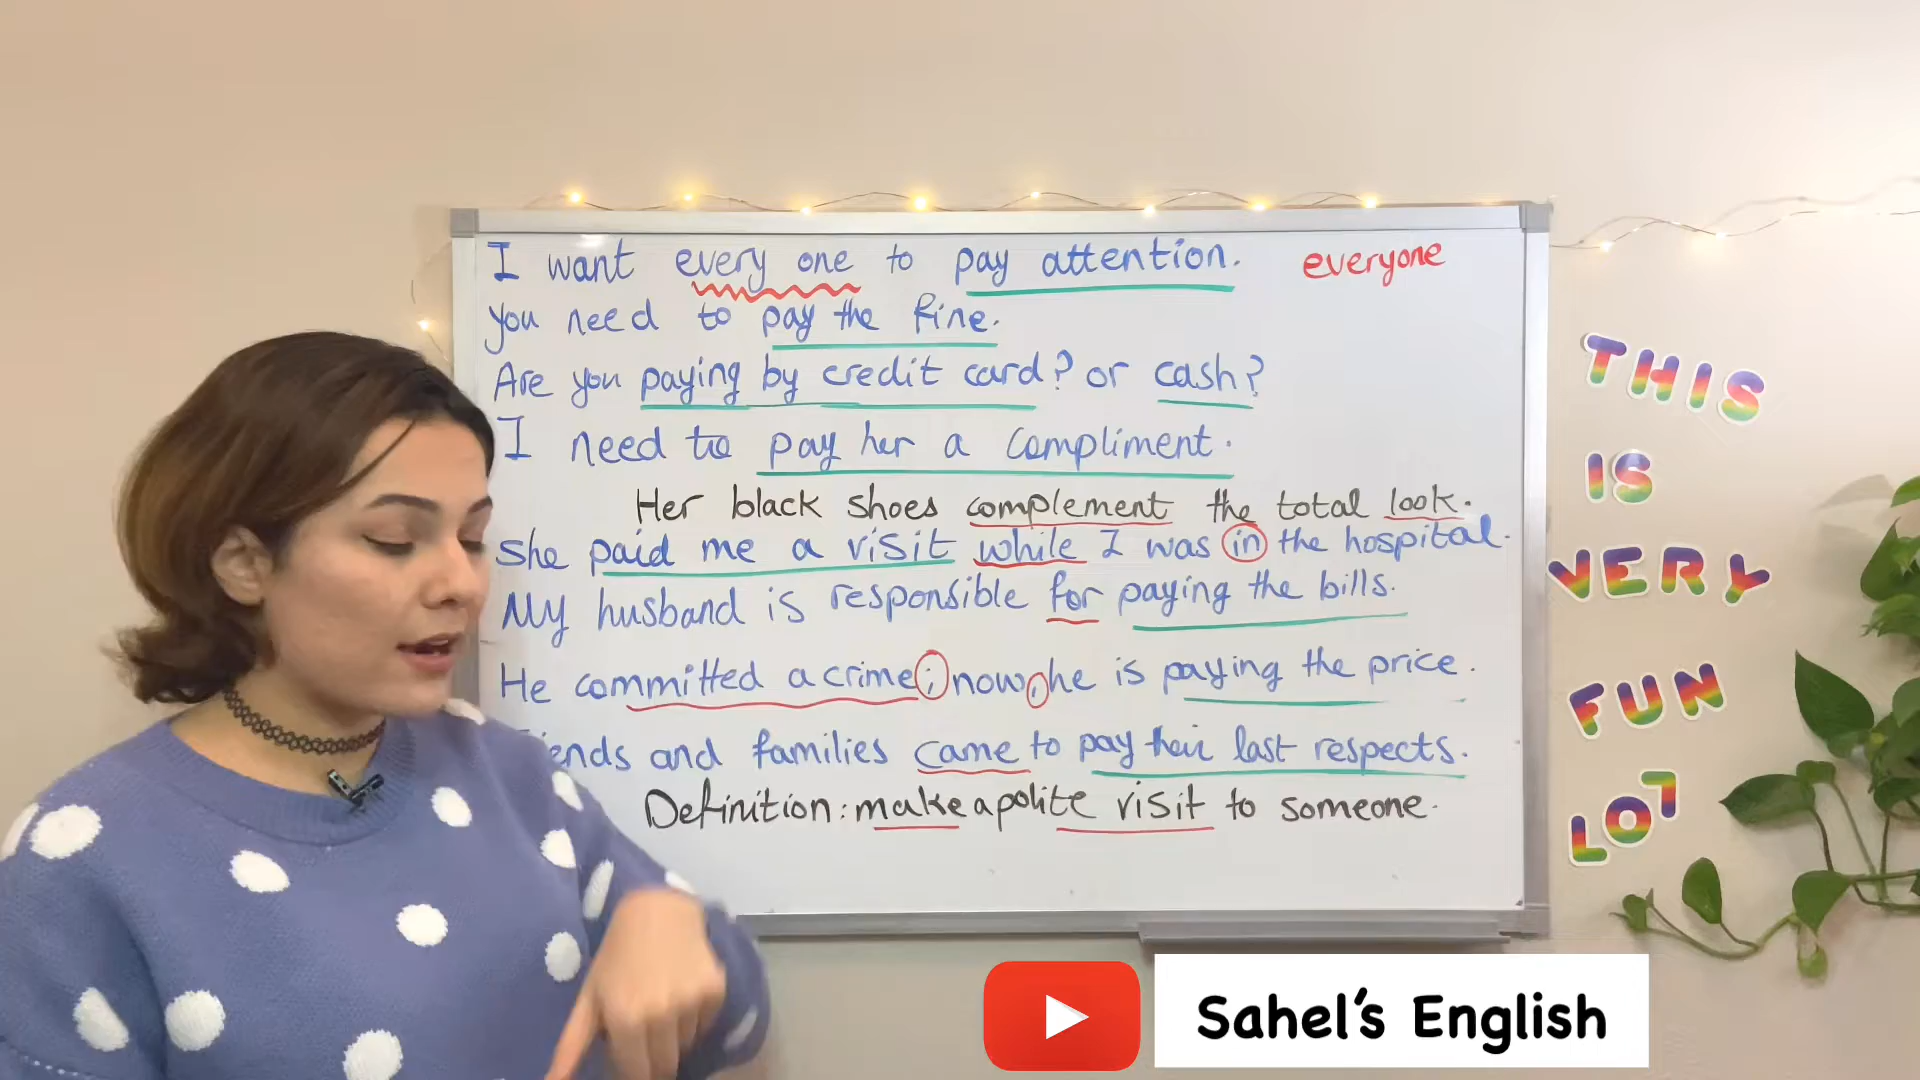 I want every one to pay attention. everyone
you need to pay the fine.
Are you paying by credit card? or cash?
I need to pay her a compliment.
Her black shoes complement the total look.
She paid me a visit while I was in the hospital.
My husband is responsible for paying the bills.
He committed a crime; now, he is paying the price.
and families came to pay their last respects.
Definition: make a polite visit to someone.
THIS
IS
VERY
FUN
LOT
Sahel's English